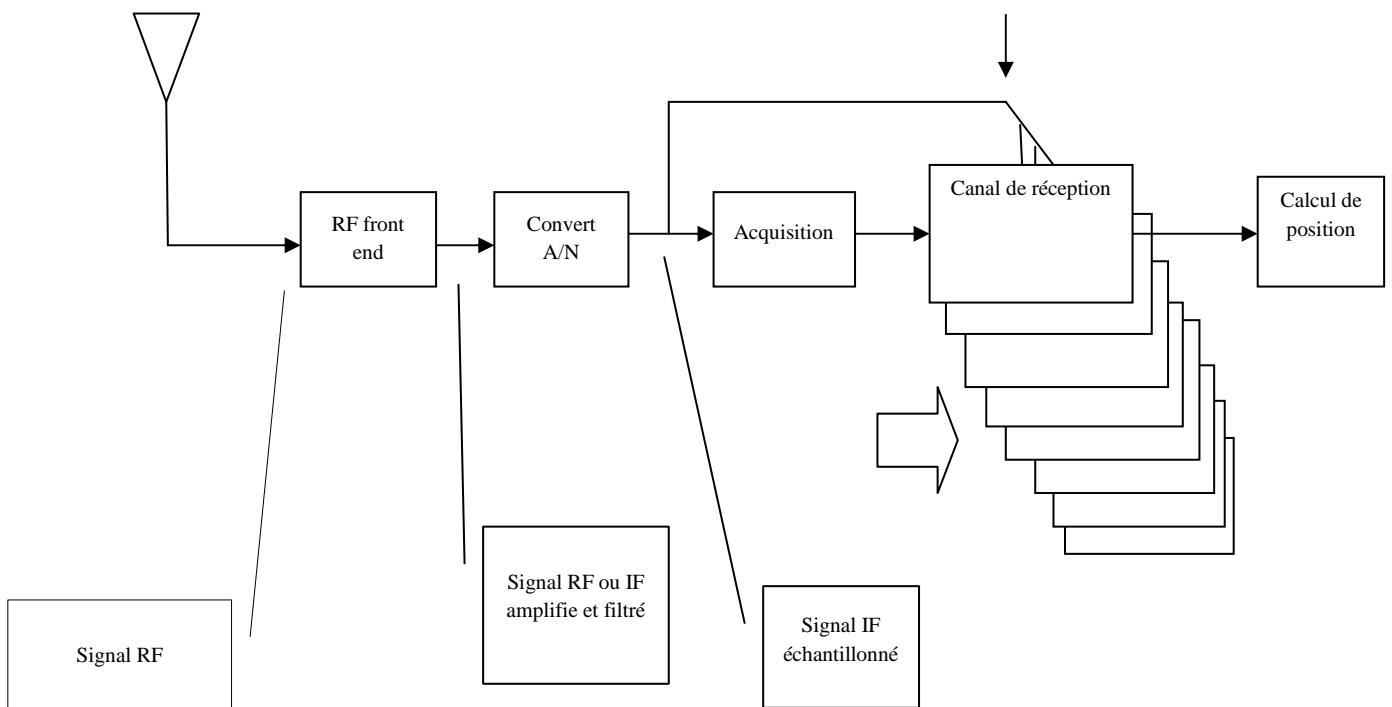 Canal de réception
RF front
end
Convert
A/N
Acquisition
Calcul de
position
Signal RF ou IF
amplifie et filtré
Signal RF
Signal IF
échantillonné